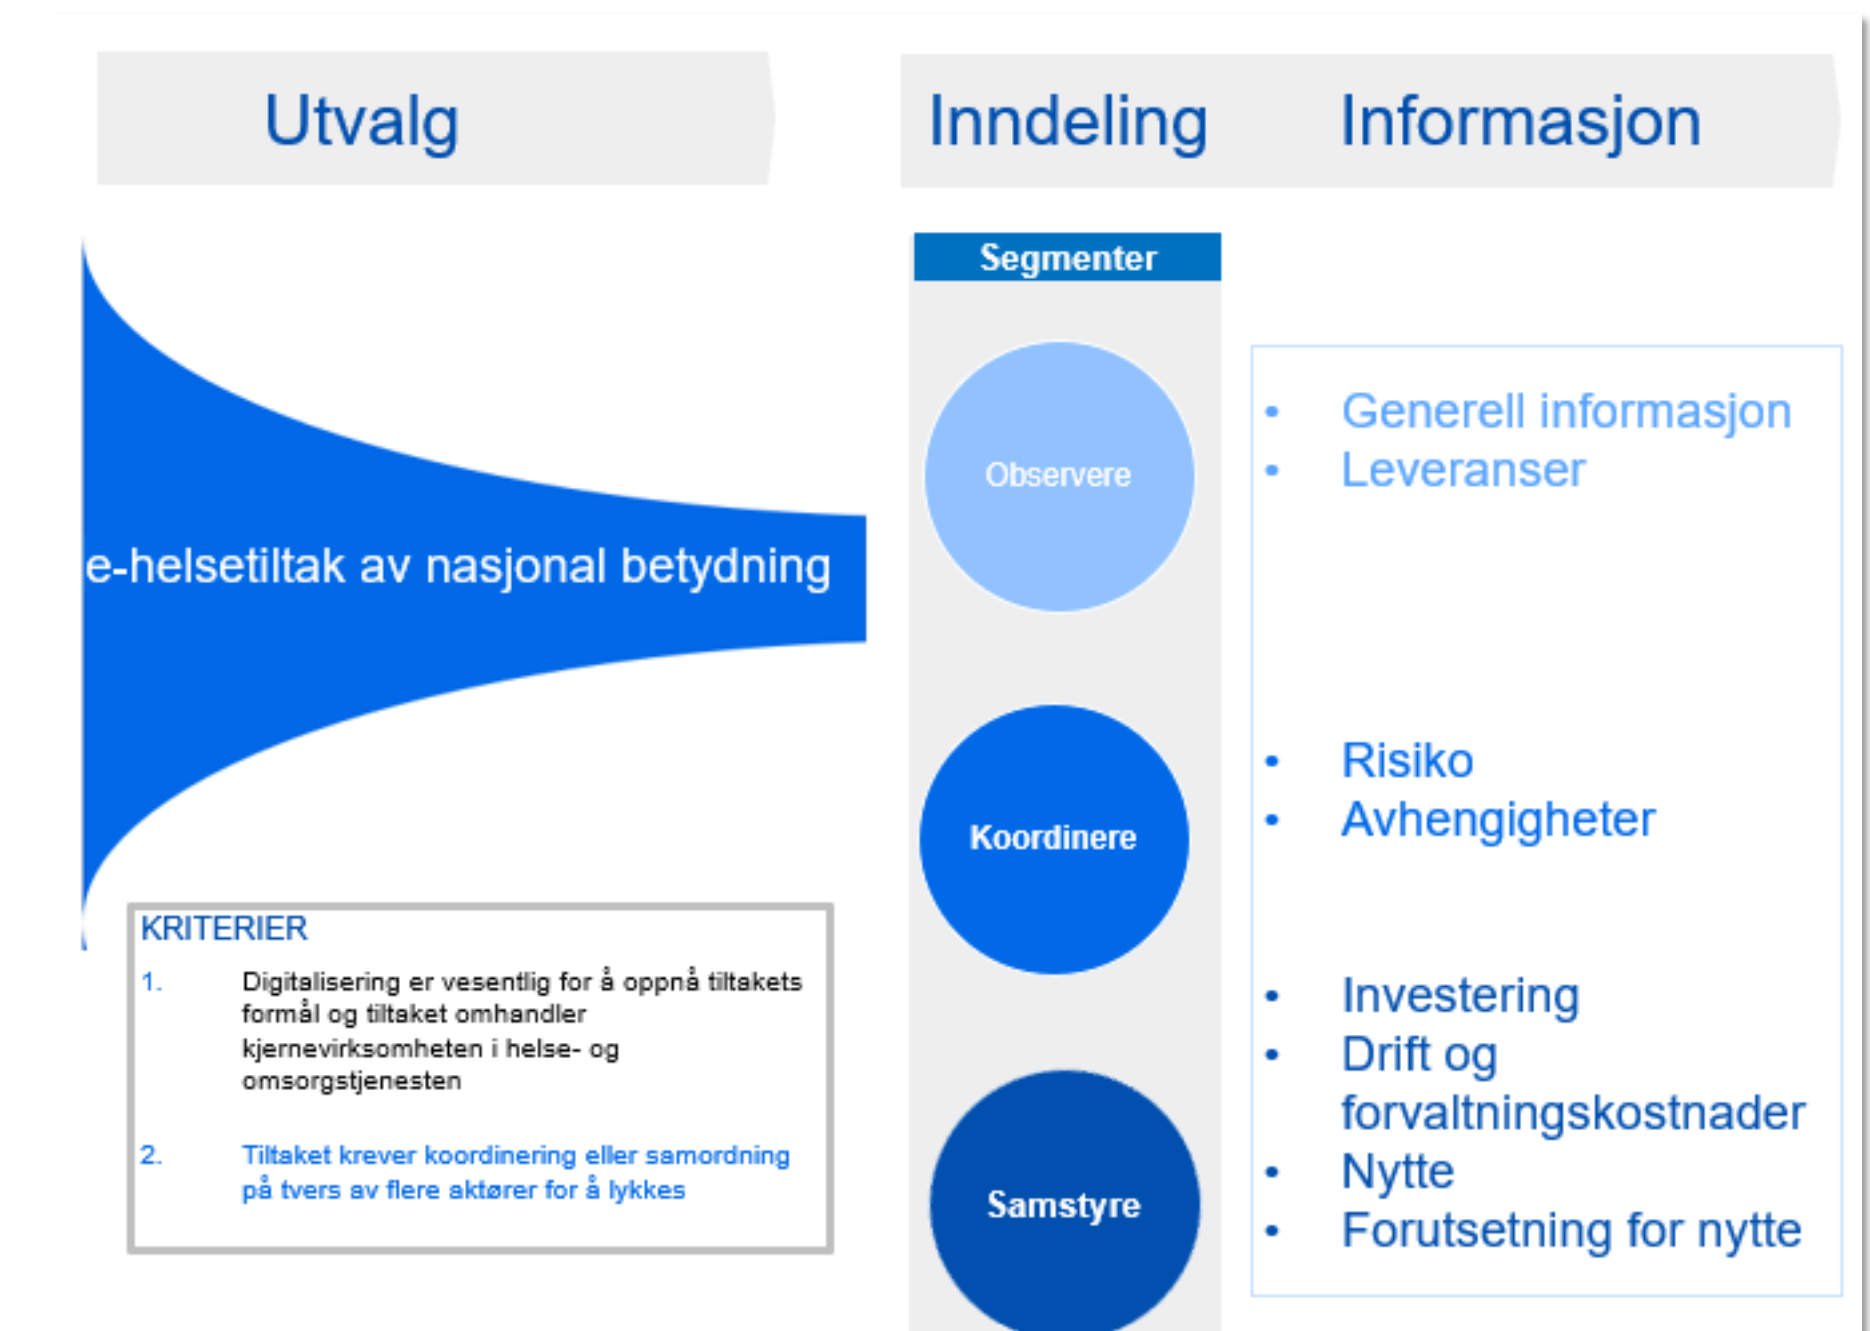 Utvalg
Inndeling
Informasjon
e-helsetiltak av nasjonal betydning
KRITERIER
1. Digitalisering er vesentlig for å oppnå tiltakets
formål og tiltaket omhandler
kjernevirksomheten i helse- og
omsorgstjenesten
2. Tiltaket krever koordinering eller samordning
på tvers av flere aktører for å lykkes
Segmenter
Observere
Koordinere
Samstyre
• Generell informasjon
• Leveranser
• Risiko
• Avhengigheter
• Investering
• Drift og
forvaltningskostnader
• Nytte
• Forutsetning for nytte